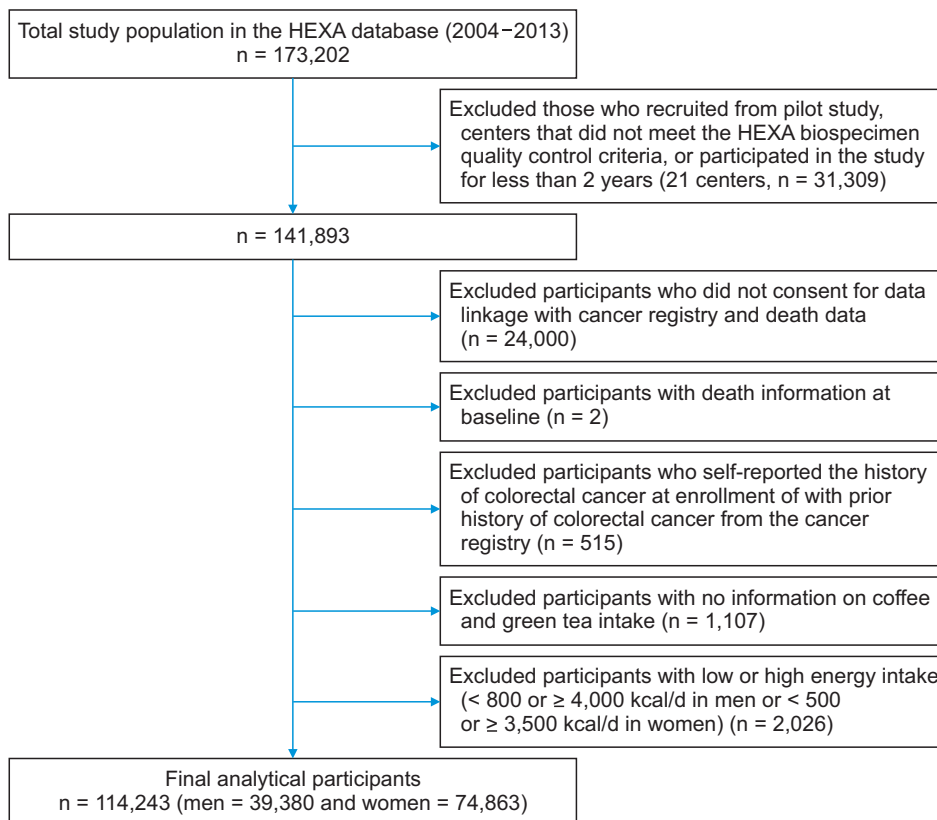 Total study population in the HEXA database (2004−2013)
n = 173,202
Excluded those who recruited from pilot study,
centers that did not meet the HEXA biospecimen
quality control criteria, or participated in the study
for less than 2 years (21 centers, n = 31,309)
n = 141,893
Excluded participants who did not consent for data
linkage with cancer registry and death data
(n = 24,000)
Excluded participants with death information at
baseline (n = 2)
Excluded participants who self-reported the history
of colorectal cancer at enrollment of with prior
history of colorectal cancer from the cancer
registry (n = 515)
Excluded participants with no information on coffee
and green tea intake (n = 1,107)
Excluded participants with low or high energy intake
(< 800 or ≥ 4,000 kcal/d in men or < 500
or ≥ 3,500 kcal/d in women) (n = 2,026)
Final analytical participants
n = 114,243 (men = 39,380 and women = 74,863)